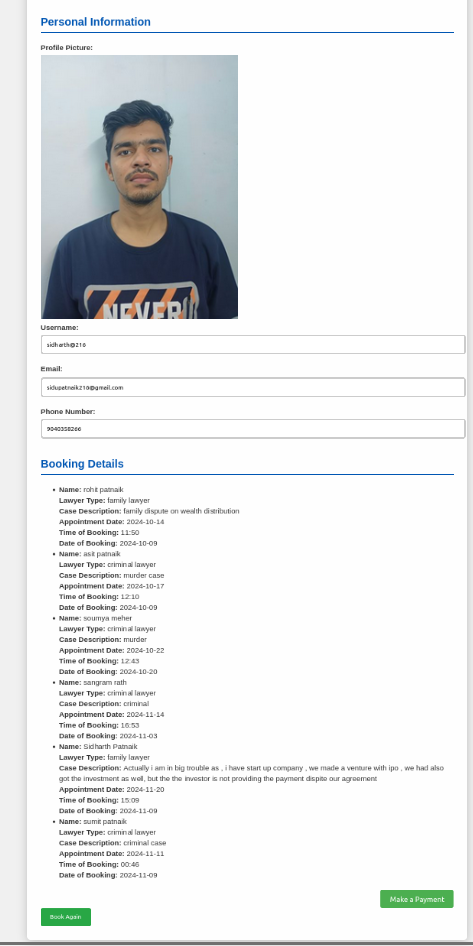 Personal Information
Profile Picture:
NEVER
Username:
sidharth@216
Email:
sidupatnaik216@gmail.com
Phone Number:
9040358266
Booking Details
• Name: rohit patnaik
Lawyer Type: family lawyer
Case Description: family dispute on wealth distribution
Appointment Date: 2024-10-14
Time of Booking: 11:50
Date of Booking: 2024-10-09
• Name: asit patnaik
Lawyer Type: criminal lawyer
Case Description: murder case
Appointment Date: 2024-10-17
Time of Booking: 12:10
Date of Booking: 2024-10-09
• Name: soumya meher
Lawyer Type: criminal lawyer
Case Description: murder
Appointment Date: 2024-10-22
Time of Booking: 12:43
Date of Booking: 2024-10-20
• Name: sangram rath
Lawyer Type: criminal lawyer
Case Description: criminal
Appointment Date: 2024-11-14
Time of Booking: 16:53
Date of Booking: 2024-11-03
• Name: Sidharth Patnaik
Lawyer Type: family lawyer
Case Description: Actually i am in big trouble as , i have start up company , we made a venture with ipo , we had also
got the investment as well, but the the investor is not providing the payment dispite our agreement
Appointment Date: 2024-11-20
Time of Booking: 15:09
Date of Booking: 2024-11-09
• Name: sumit patnaik
Lawyer Type: criminal lawyer
Case Description: criminal case
Appointment Date: 2024-11-11
Time of Booking: 00:46
Date of Booking: 2024-11-09
Make a Payment
Book Again